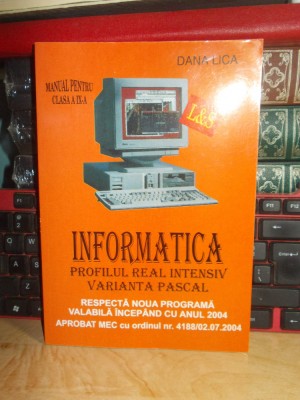 DANA LICA
MANUAL PENTRU
CLASA A IX-A
L&S
INFORMATICA
PROFILUL REAL INTENSIV
VARIANTA PASCAL
RESPECTĂ NOUA PROGRAMĂ
VALABILĂ ÎNCEPÂND CU ANUL 2004
APROBAT MEC cu ordinul nr. 4188/02.07.2004